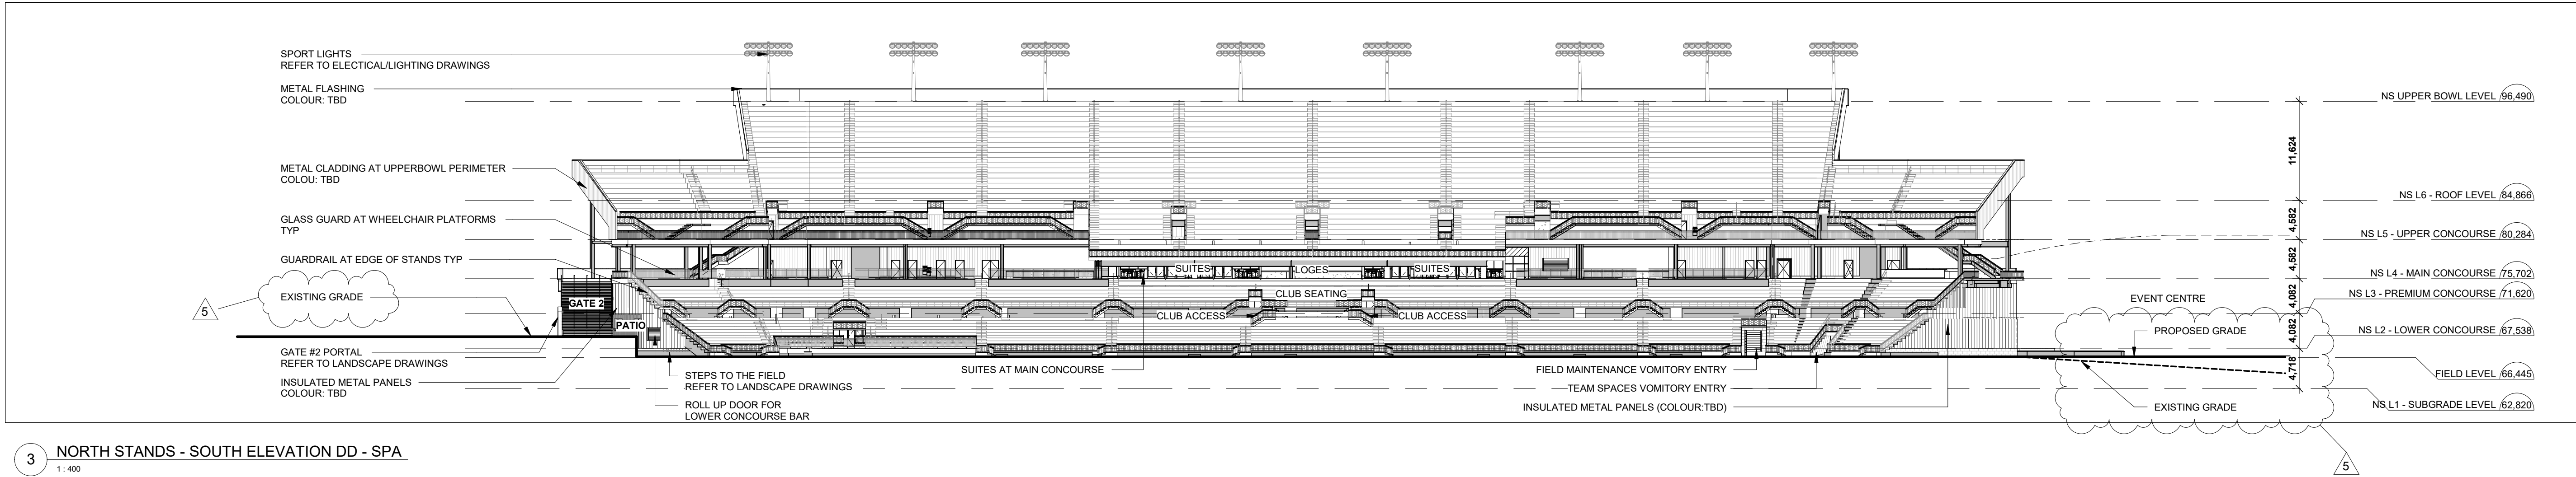 SPORT LIGHTS
REFER TO ELECTICAL/LIGHTING DRAWINGS
METAL FLASHING
COLOUR: TBD
METAL CLADDING AT UPPERBOWL PERIMETER
COLOU: TBD
GLASS GUARD AT WHEELCHAIR PLATFORMS
TYP
GUARDRAIL AT EDGE OF STANDS TYP
EXISTING GRADE
5
GATE #2 PORTAL
REFER TO LANDSCAPE DRAWINGS
INSULATED METAL PANELS
COLOUR: TBD
GATE 2
PATIO
STEPS TO THE FIELD
REFER TO LANDSCAPE DRAWINGS
ROLL UP DOOR FOR
LOWER CONCOURSE BAR
SUITES
LOGES
SUITES
CLUB SEATING
CLUB ACCESS
CLUB ACCESS
SUITES AT MAIN CONCOURSE
FIELD MAINTENANCE VOMITORY ENTRY
TEAM SPACES VOMITORY ENTRY
INSULATED METAL PANELS (COLOUR:TBD)
EVENT CENTRE
PROPOSED GRADE
EXISTING GRADE
5
11,624
4,582
4,582
4,082
4,082
4,718
NS UPPER BOWL LEVEL 96,490
NS L6 - ROOF LEVEL 84,866
NS L5 - UPPER CONCOURSE 80,284
NS L4 - MAIN CONCOURSE 75,702
NS L3 - PREMIUM CONCOURSE 71,620
NS L2 - LOWER CONCOURSE 67,538
FIELD LEVEL 66,445
NS L1 - SUBGRADE LEVEL 62,820
3 NORTH STANDS - SOUTH ELEVATION DD - SPA
1 : 400